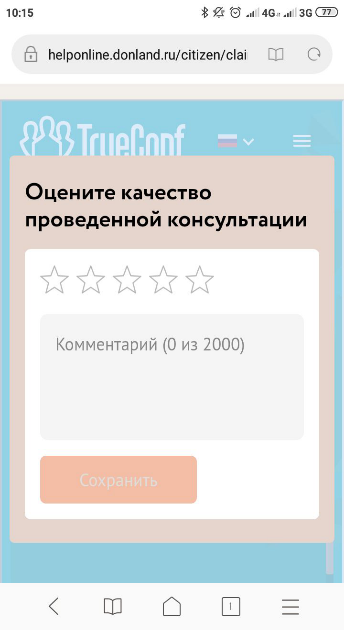 10:15 4G 3G 77
helponline.donland.ru/citizen/clai
TrueConf
Оцените качество
проведенной консультации
Комментарий (0 из 2000)
Сохранить
1